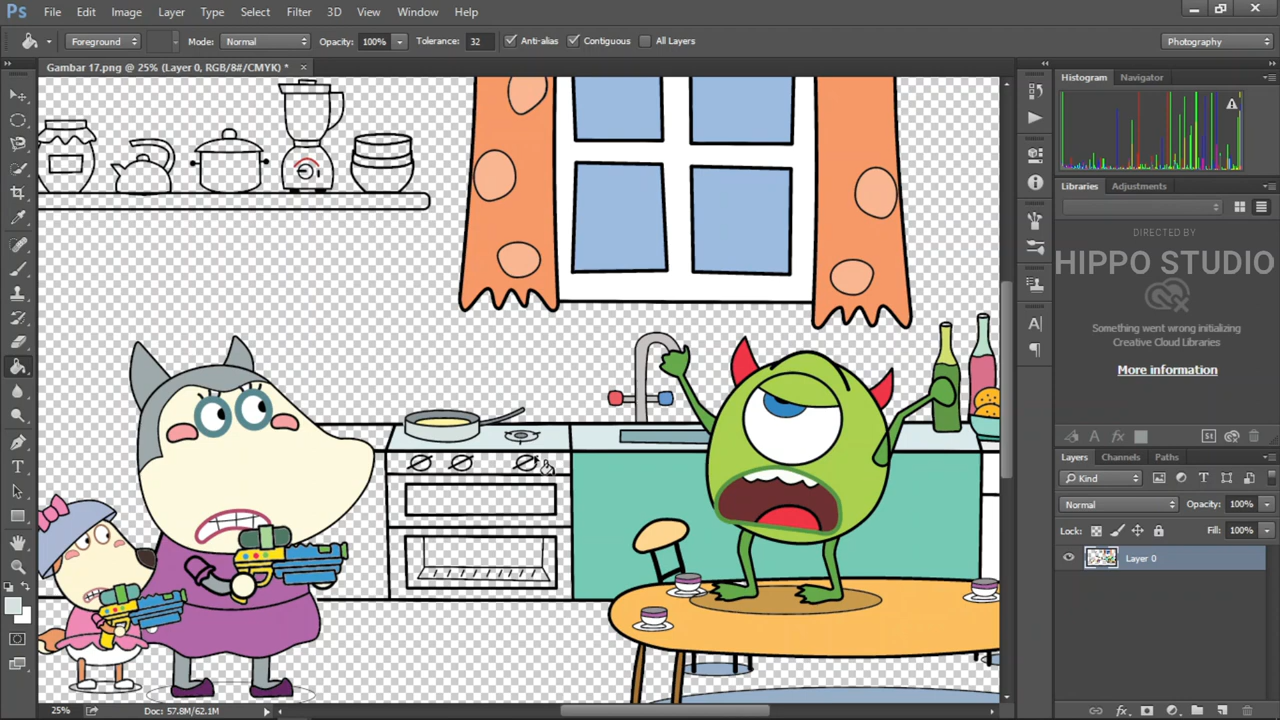 Ps File Edit Image Layer Type Select Filter 3D View Window Help
Foreground Mode: Normal Opacity: 100% Tolerance: 32 Anti-alias Contiguous All Layers Photography
Gambar 17.png @ 25% (Layer 0, RGB/8#/CMYK) * ×
Histogram Navigator
Libraries Adjustments
DIRECTED BY
HIPPO STUDIO
Something went wrong initializing
Creative Cloud Libraries
More information
Layers Channels Paths
Kind
Normal Opacity: 100%
Lock: Fill: 100%
Layer 0
25% Doc: 57.8M/62.1M